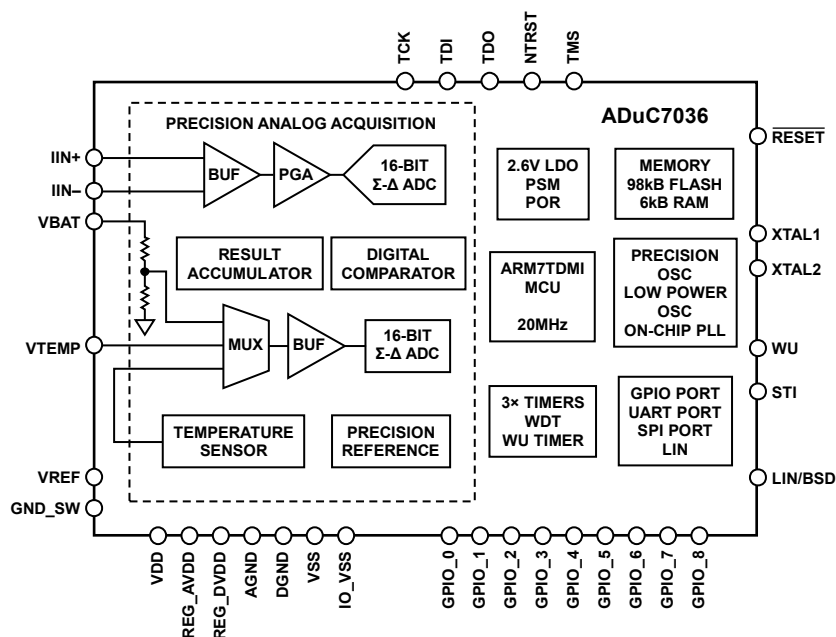 TCK
TDI
TDO
NTRST
TMS
ADuC7036
PRECISION ANALOG ACQUISITION
IIN+
IIN–
VBAT
VTEMP
VREF
GND_SW
BUF
PGA
16-BIT
Σ-Δ ADC
RESULT
ACCUMULATOR
DIGITAL
COMPARATOR
MUX
BUF
16-BIT
Σ-Δ ADC
TEMPERATURE
SENSOR
PRECISION
REFERENCE
2.6V LDO
PSM
POR
MEMORY
98kB FLASH
6kB RAM
ARM7TDMI
MCU
20MHz
PRECISION
OSC
LOW POWER
OSC
ON-CHIP PLL
3× TIMERS
WDT
WU TIMER
GPIO PORT
UART PORT
SPI PORT
LIN
RESET
XTAL1
XTAL2
WU
STI
LIN/BSD
VDD
REG_AVDD
REG_DVDD
AGND
DGND
VSS
IO_VSS
GPIO_0
GPIO_1
GPIO_2
GPIO_3
GPIO_4
GPIO_5
GPIO_6
GPIO_7
GPIO_8